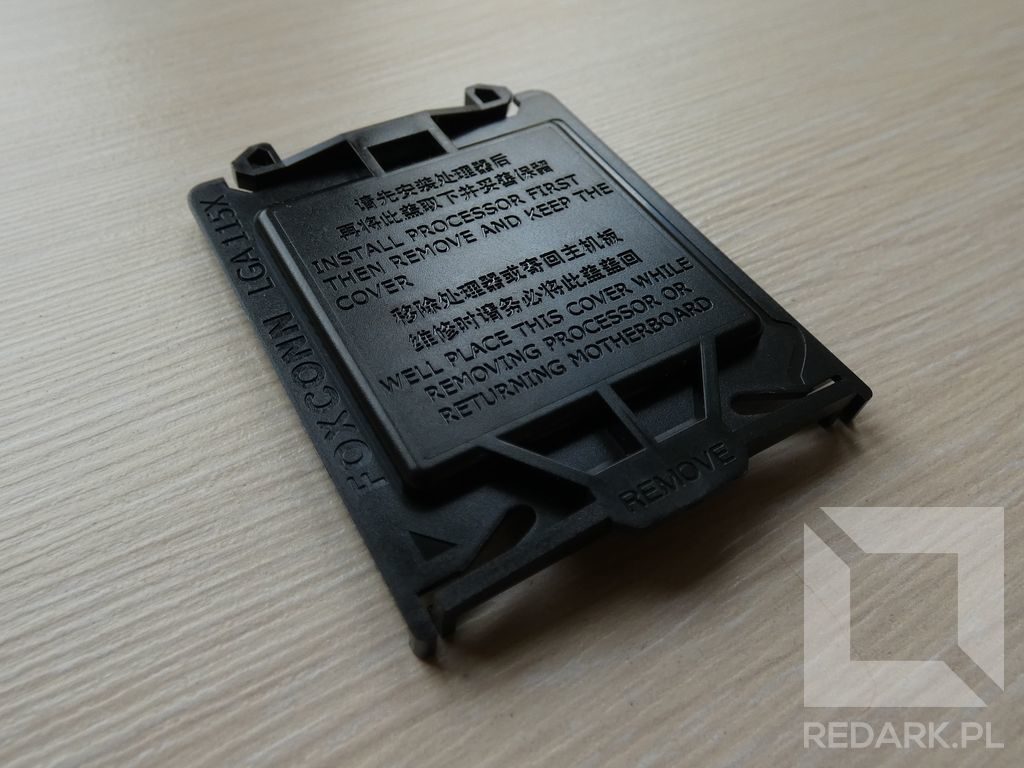 请先安装处理器后
再将此盖取下并妥善保留
INSTALL PROCESSOR FIRST
THEN REMOVE AND KEEP THE
COVER
移除处理器或寄回主机板
维修时请务必将此盖盖回
WELL PLACE THIS COVER WHILE
REMOVING PROCESSOR OR
RETURNING MOTHERBOARD
FOXCONN LGA115X
REMOVE
REDARK.PL